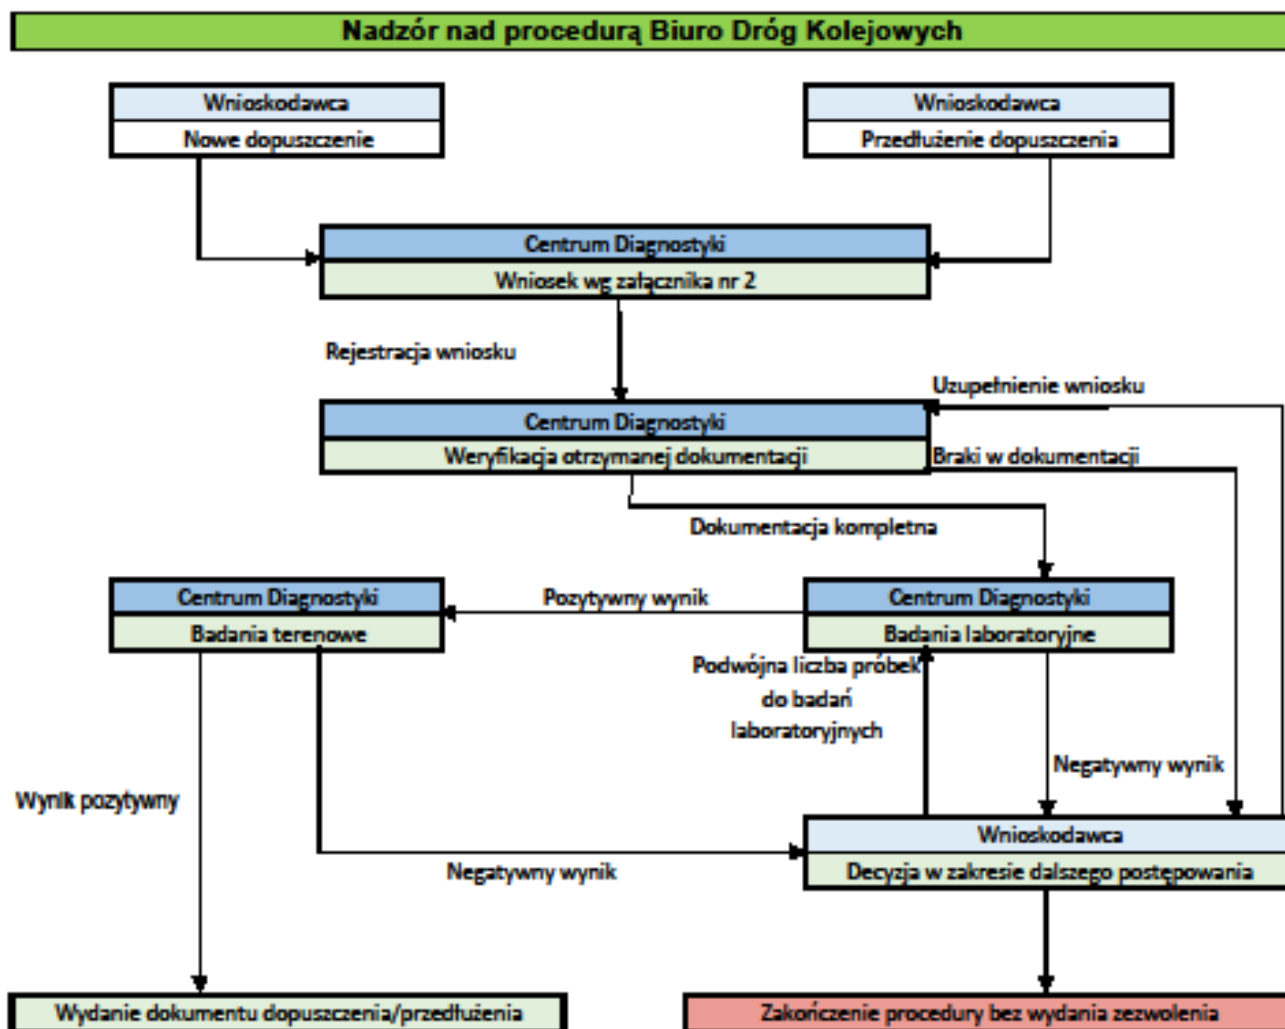 Nadzór nad procedurą Biuro Dróg Kolejowych
Wnioskodawca
Nowe dopuszczenie
Wnioskodawca
Przedłużenie dopuszczenia
Centrum Diagnostyki
Wniosek wg załącznika nr 2
Rejestracja wniosku
Uzupełnienie wniosku
Centrum Diagnostyki
Weryfikacja otrzymanej dokumentacji
Braki w dokumentacji
Dokumentacja kompletna
Centrum Diagnostyki
Badania terenowe
Pozytywny wynik
Centrum Diagnostyki
Badania laboratoryjne
Podwójna liczba próbek
do badań
laboratoryjnych
Negatywny wynik
Wynik pozytywny
Wnioskodawca
Decyzja w zakresie dalszego postępowania
Negatywny wynik
Wydanie dokumentu dopuszczenia/przedłużenia
Zakończenie procedury bez wydania zezwolenia